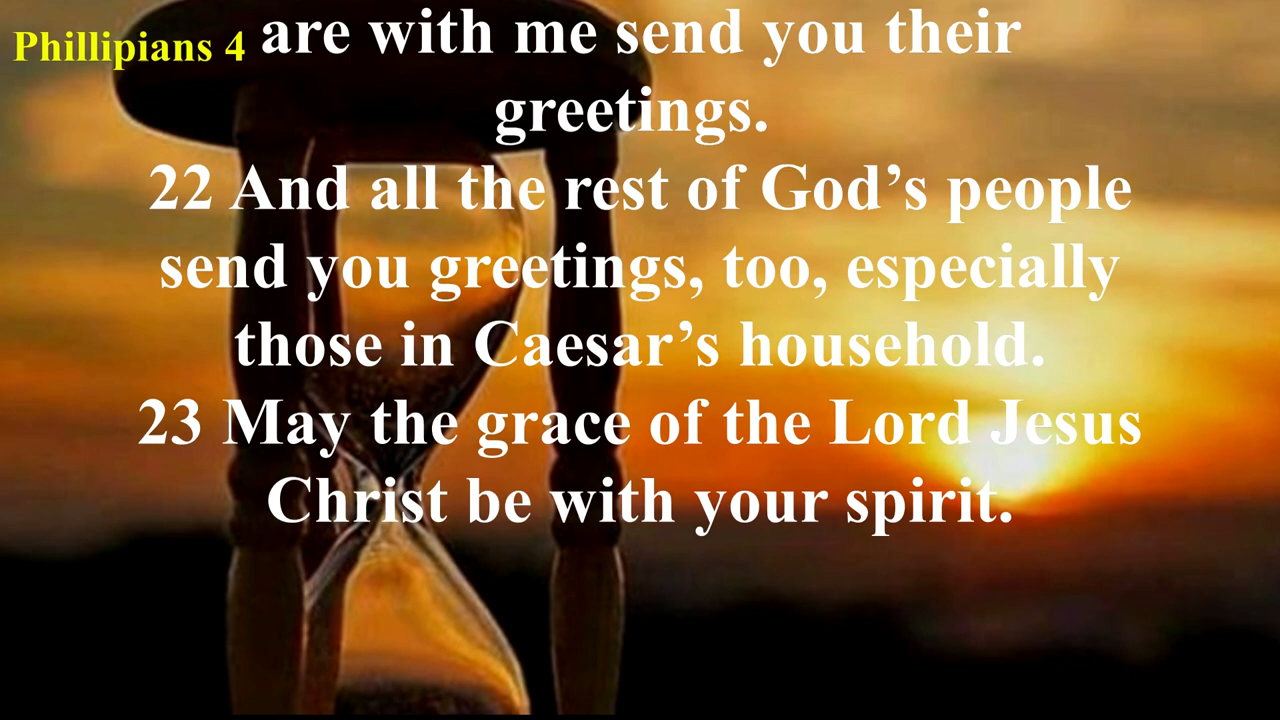 Phillipians 4
are with me send you their
greetings.
22 And all the rest of God’s people
send you greetings, too, especially
those in Caesar’s household.
23 May the grace of the Lord Jesus
Christ be with your spirit.